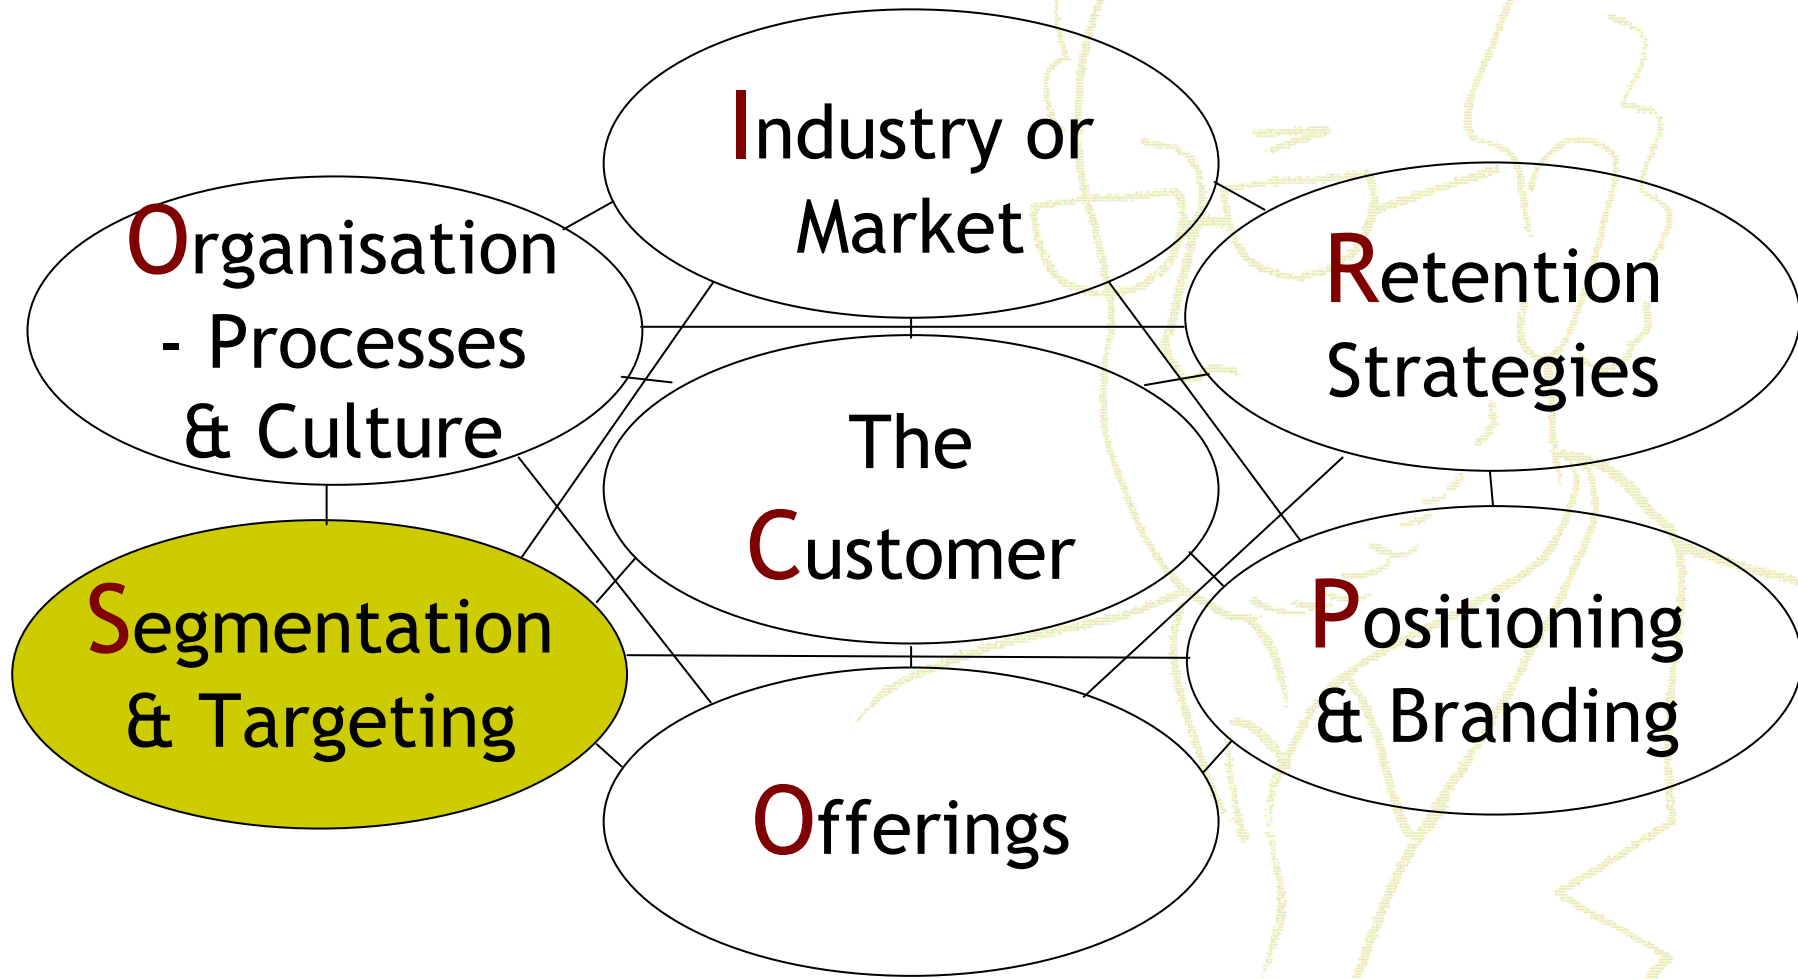 Industry or
Market
Organisation
- Processes
& Culture
Retention
Strategies
The
Customer
Segmentation
& Targeting
Positioning
& Branding
Offerings